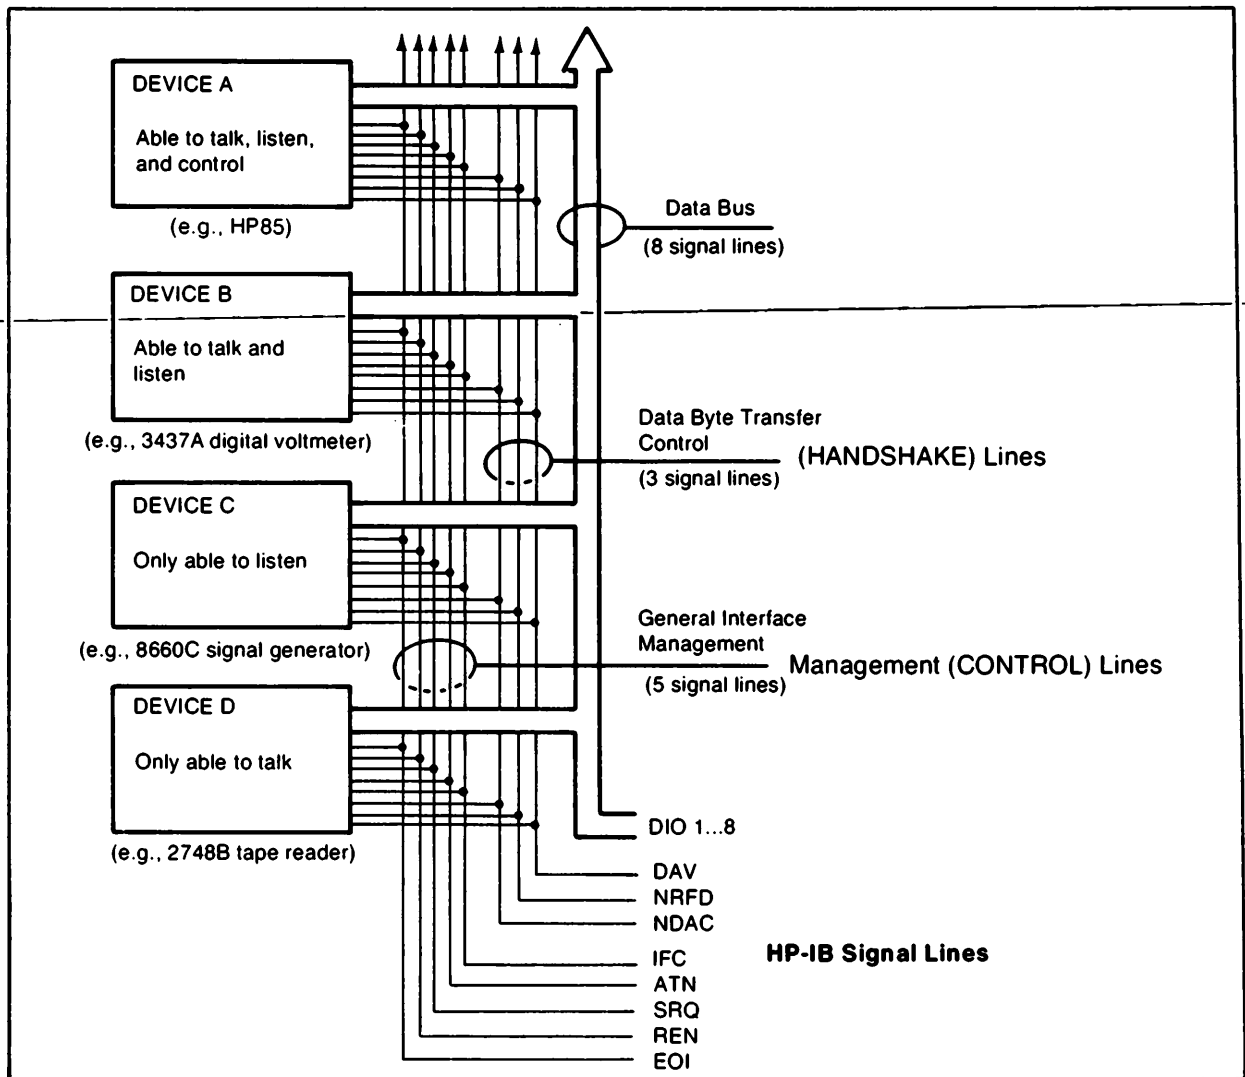 DEVICE A
Able to talk, listen,
and control
(e.g., HP85)
Data Bus
(8 signal lines)
DEVICE B
Able to talk and
listen
(e.g., 3437A digital voltmeter)
Data Byte Transfer
Control
(3 signal lines)
(HANDSHAKE) Lines
DEVICE C
Only able to listen
(e.g., 8660C signal generator)
General Interface
Management
(5 signal lines)
Management (CONTROL) Lines
DEVICE D
Only able to talk
(e.g., 2748B tape reader)
DIO 1...8
DAV
NRFD
NDAC
IFC
ATN
SRQ
REN
EOI
HP-IB Signal Lines